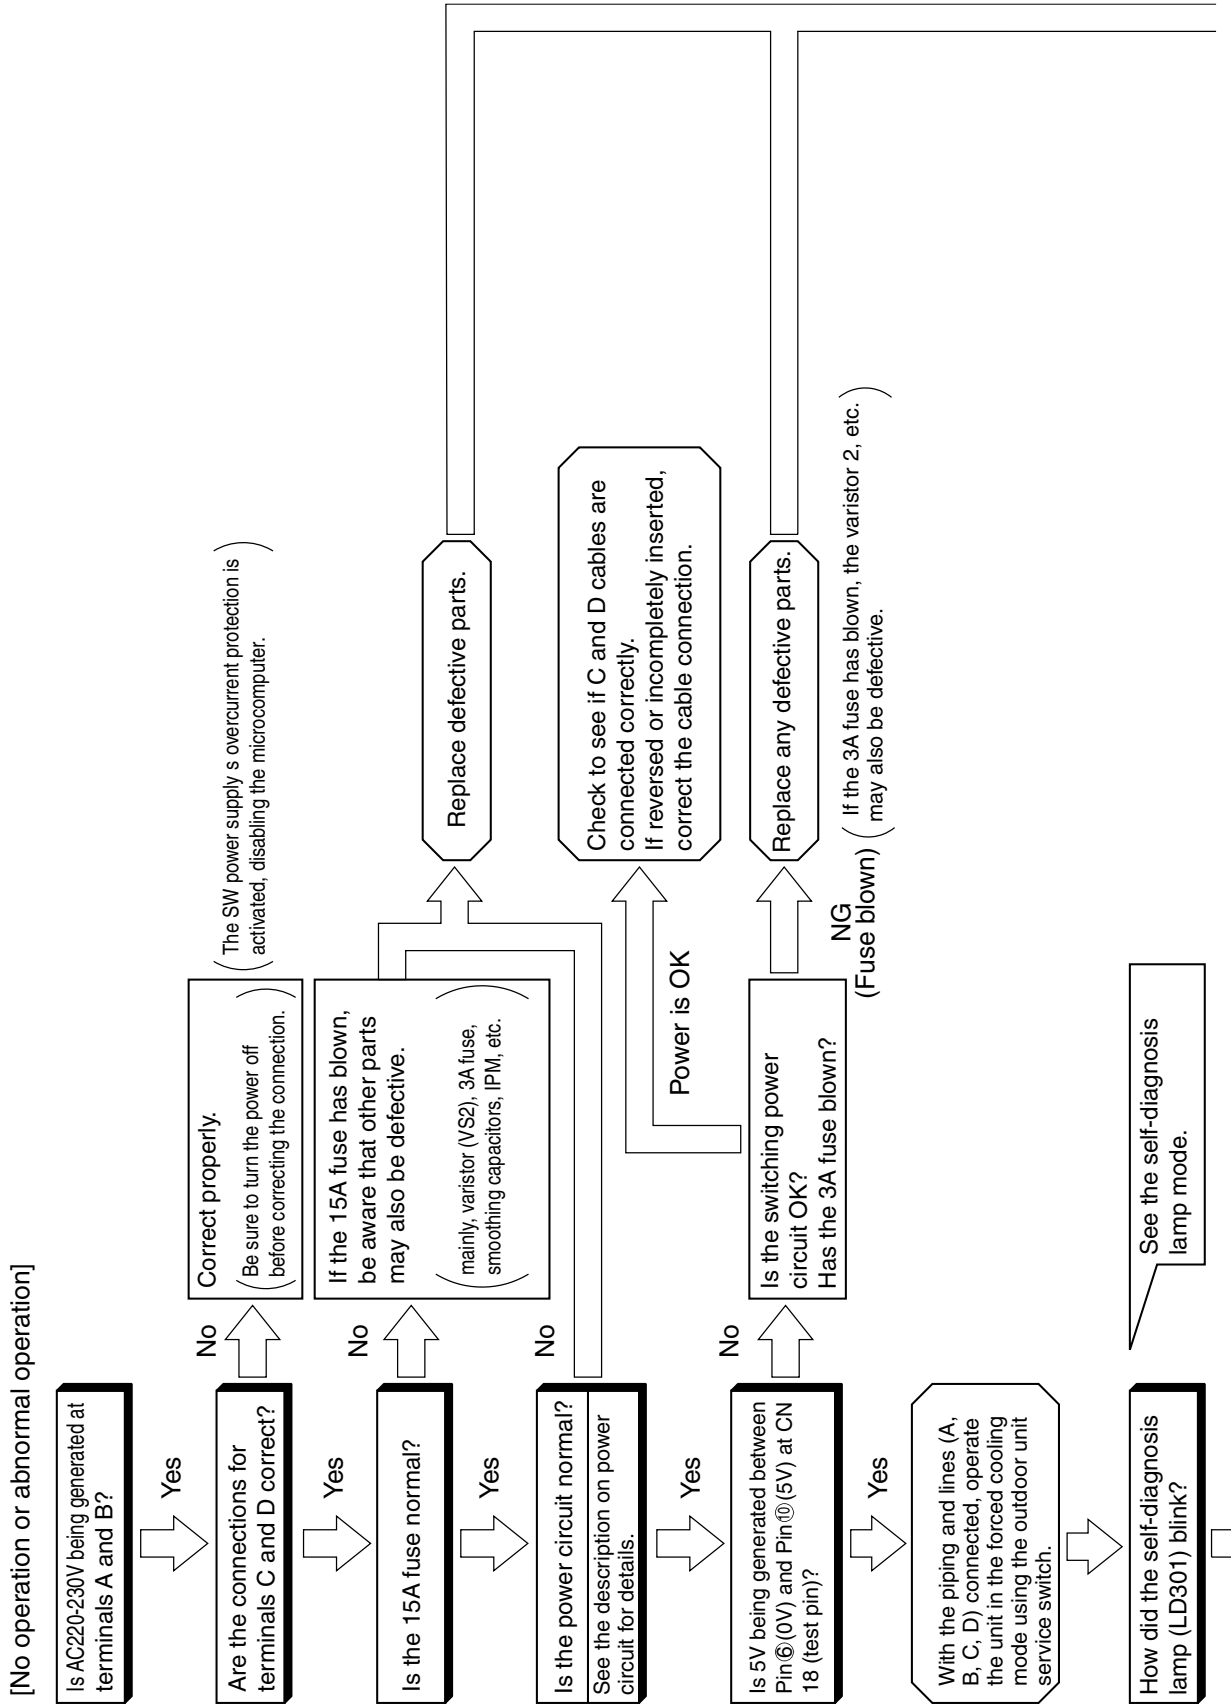 [No operation or abnormal operation]
Is AC220-230V being generated at
terminals A and B?
Yes
Are the connections for
terminals C and D correct?
No
Correct properly.
Be sure to turn the power off
before correcting the connection.
The SW power supply s overcurrent protection is
activated, disabling the microcomputer.
Yes
Is the 15A fuse normal?
No
If the 15A fuse has blown,
be aware that other parts
may also be defective.
mainly, varistor (VS2), 3A fuse,
smoothing capacitors, IPM, etc.
Replace defective parts.
Yes
Is the power circuit normal?
See the description on power
circuit for details.
No
Yes
Is 5V being generated between
Pin⑥(0V) and Pin⑩(5V) at CN
18 (test pin)?
No
Is the switching power
circuit OK?
Has the 3A fuse blown?
Power is OK
Check to see if C and D cables are
connected correctly.
If reversed or incompletely inserted,
correct the cable connection.
NG
(Fuse blown)
Replace any defective parts.
If the 3A fuse has blown, the varistor 2, etc.
may also be defective.
Yes
With the piping and lines (A,
B, C, D) connected, operate
the unit in the forced cooling
mode using the outdoor unit
service switch.
How did the self-diagnosis
lamp (LD301) blink?
See the self-diagnosis
lamp mode.